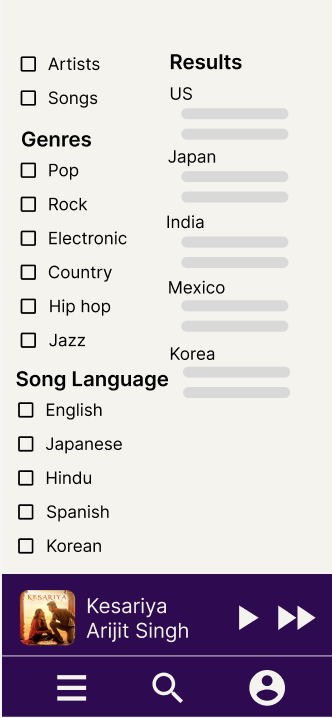 Artists
Songs
Genres
Pop
Rock
Electronic
Country
Hip hop
Jazz
Song Language
English
Japanese
Hindu
Spanish
Korean
Results
US
Japan
India
Mexico
Korea
KESARIYA
Kesariya
Arijit Singh